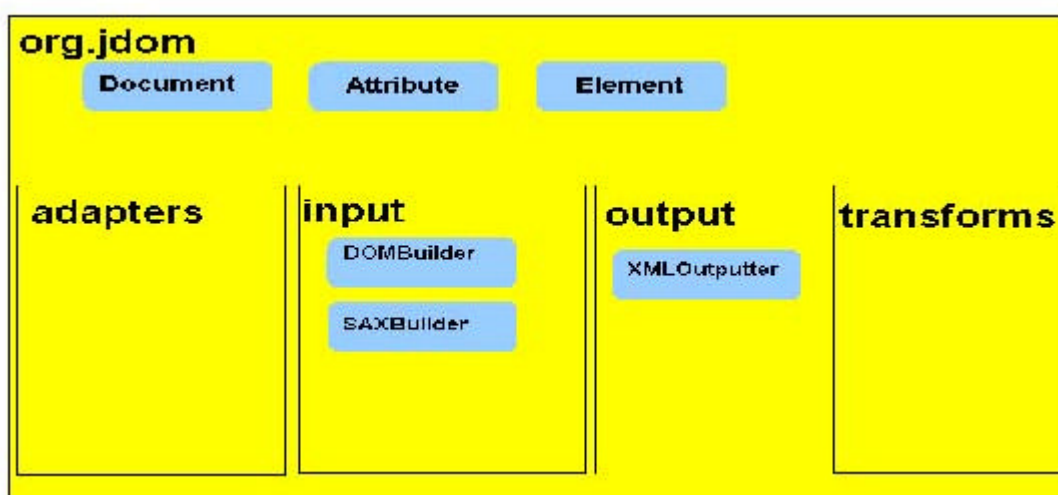 org.jdom
Document Attribute Element
adapters input output transforms
DOMBuilder
XMLOutputter
SAXBuilder